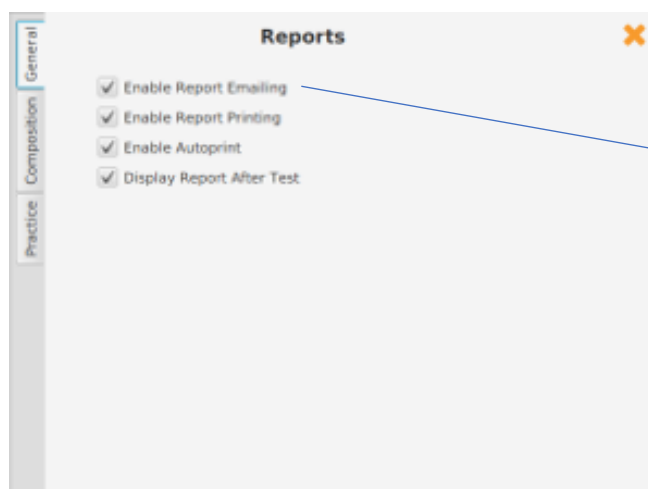 Reports
General
Composition
Practice
Enable Report Emailing
Enable Report Printing
Enable Autoprint
Display Report After Test